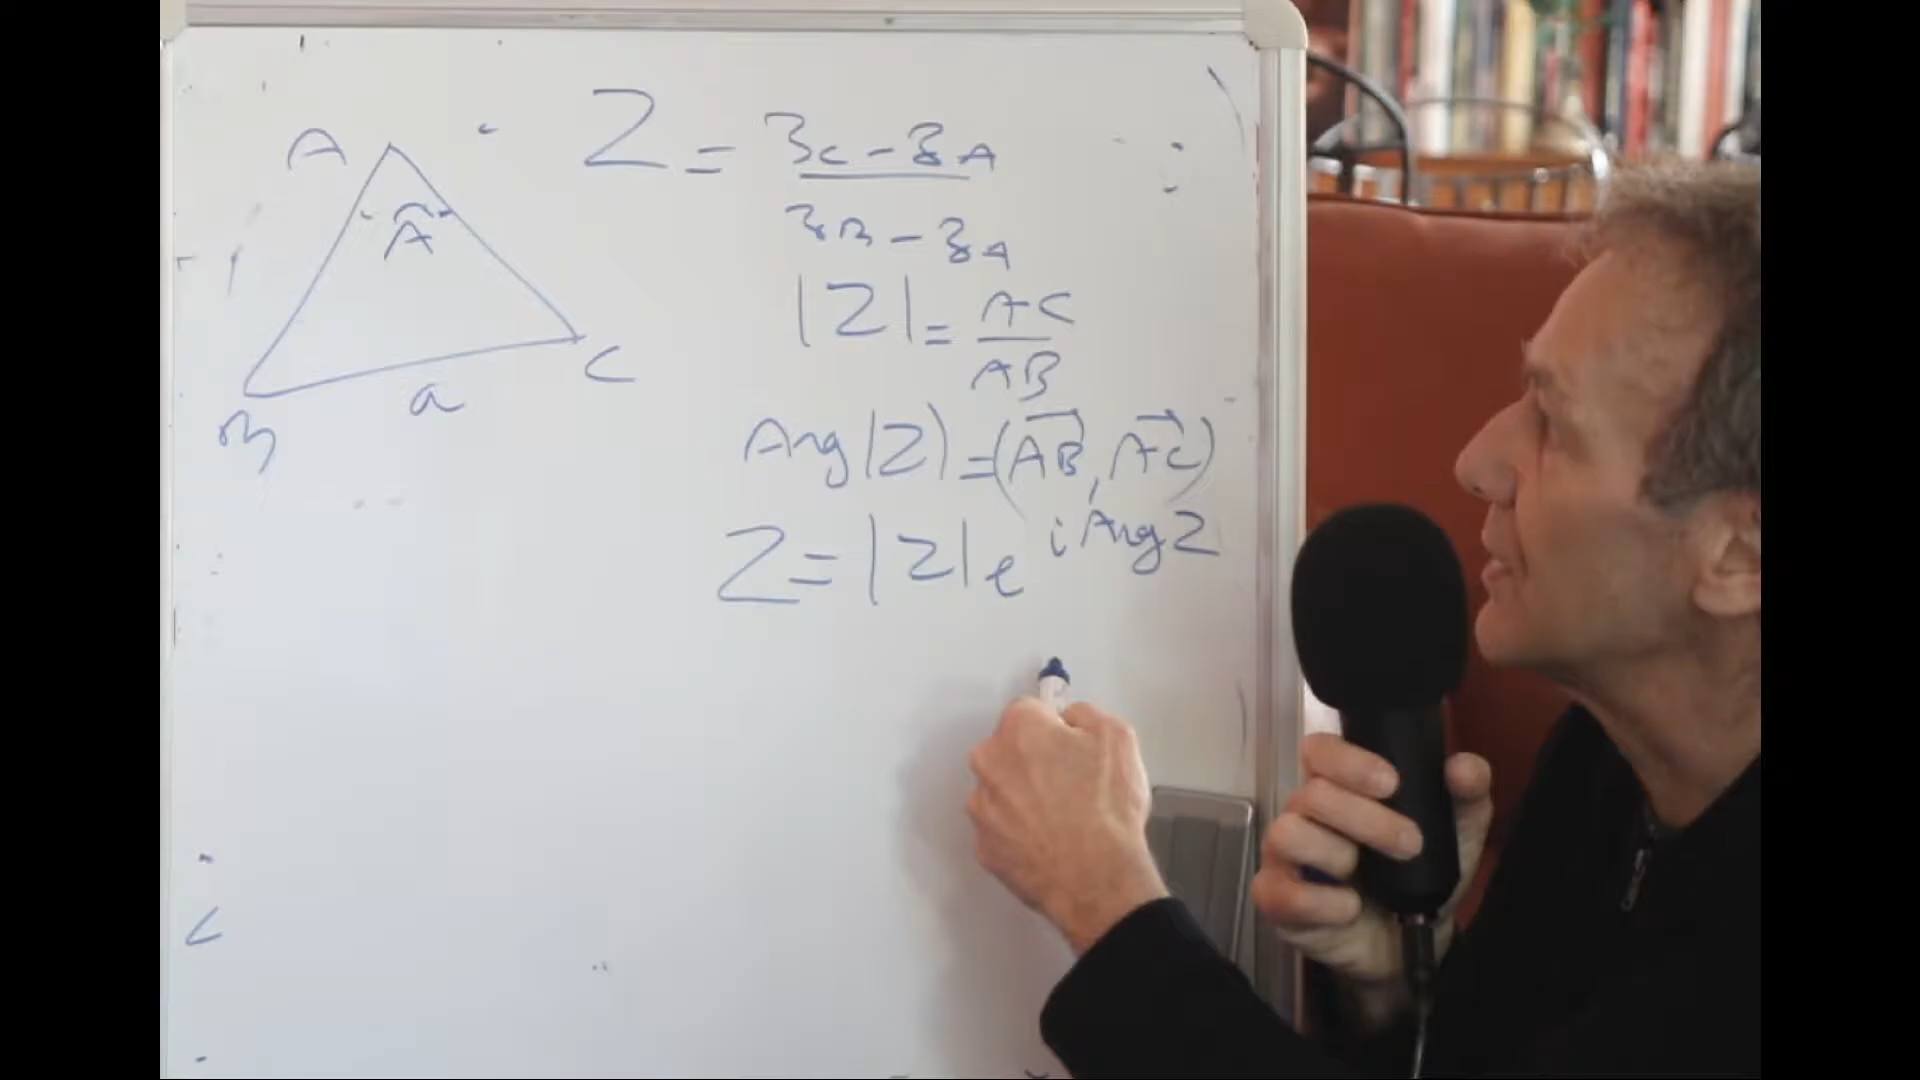 A
Â
B
a
C
Z = 
z_C - z_A
z_B - z_A
|Z| = AC / AB
Arg(Z) = (AB⃗, AC⃗)
Z = |Z| e^{i Arg Z}